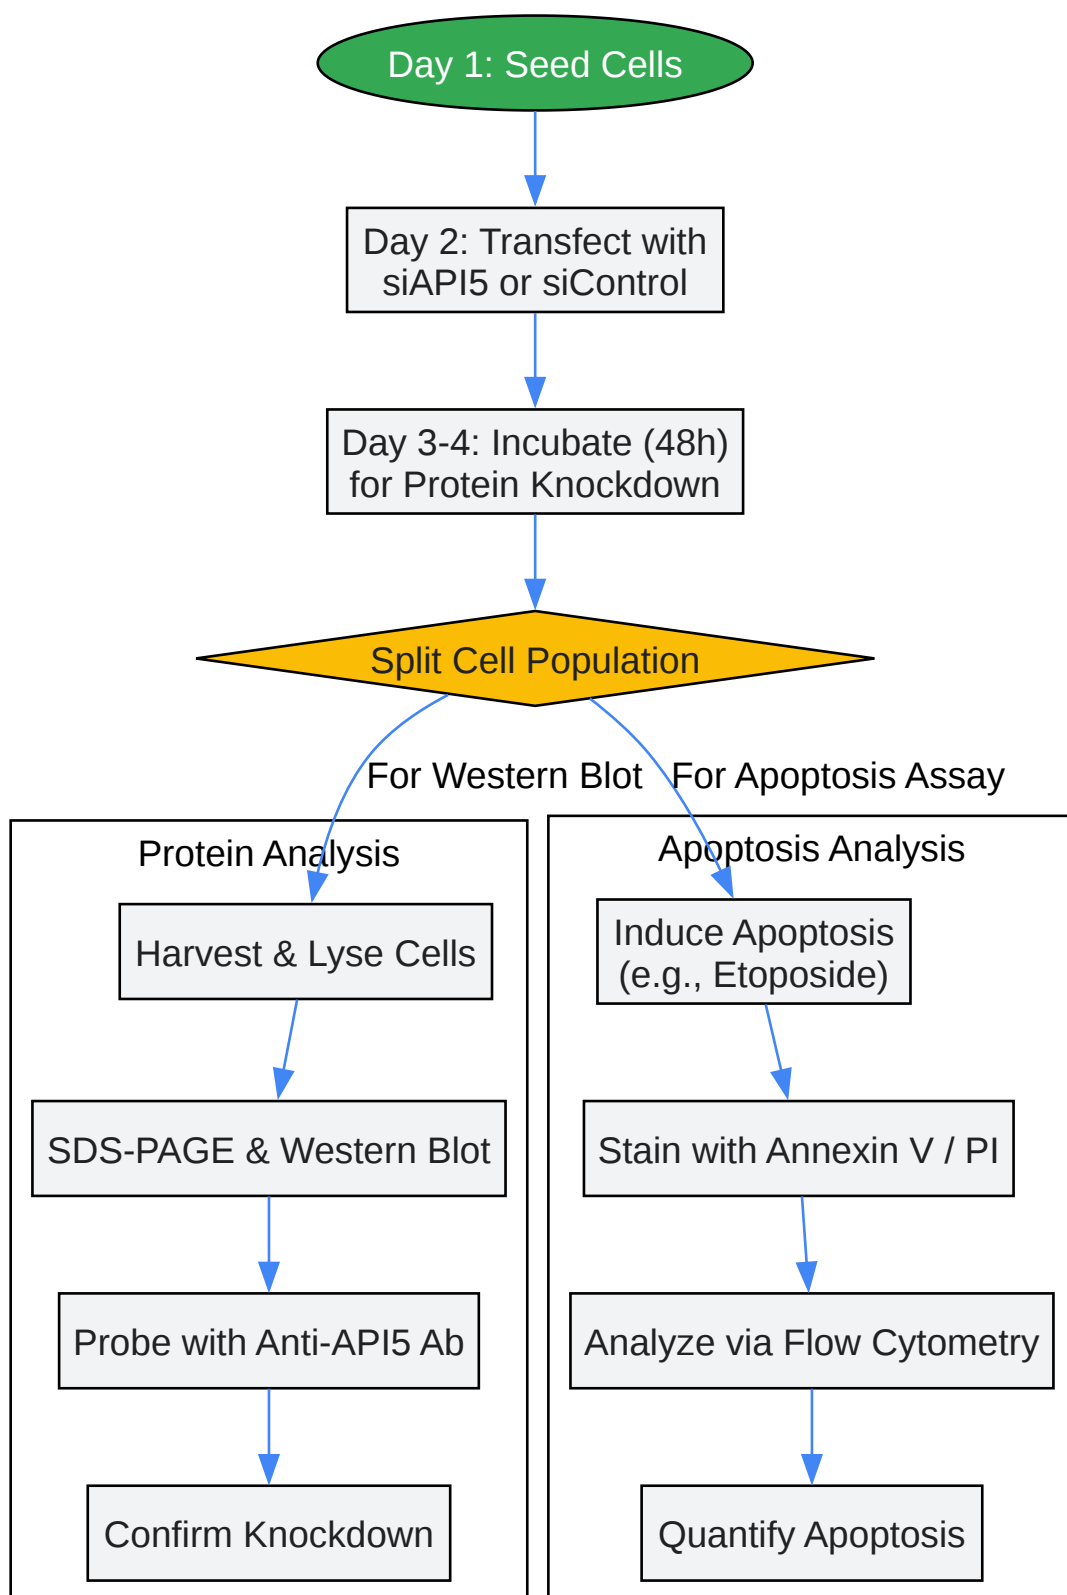 Day 1: Seed Cells
Day 2: Transfect with
siAPI5 or siControl
Day 3-4: Incubate (48h)
for Protein Knockdown
Split Cell Population
For Western Blot
For Apoptosis Assay
Protein Analysis
Harvest & Lyse Cells
SDS-PAGE & Western Blot
Probe with Anti-API5 Ab
Confirm Knockdown
Apoptosis Analysis
Induce Apoptosis
(e.g., Etoposide)
Stain with Annexin V / PI
Analyze via Flow Cytometry
Quantify Apoptosis